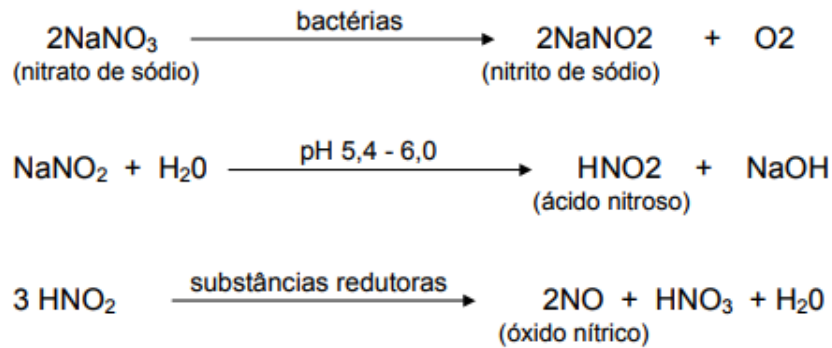 bactérias
2NaNO₃ 2NaNO2 + O2
(nitrato de sódio) (nitrito de sódio)
pH 5,4 - 6,0
NaNO₂ + H₂0 HNO2 + NaOH
(ácido nitroso)
substâncias redutoras
3 HNO₂ 2NO + HNO₃ + H₂0
(óxido nítrico)